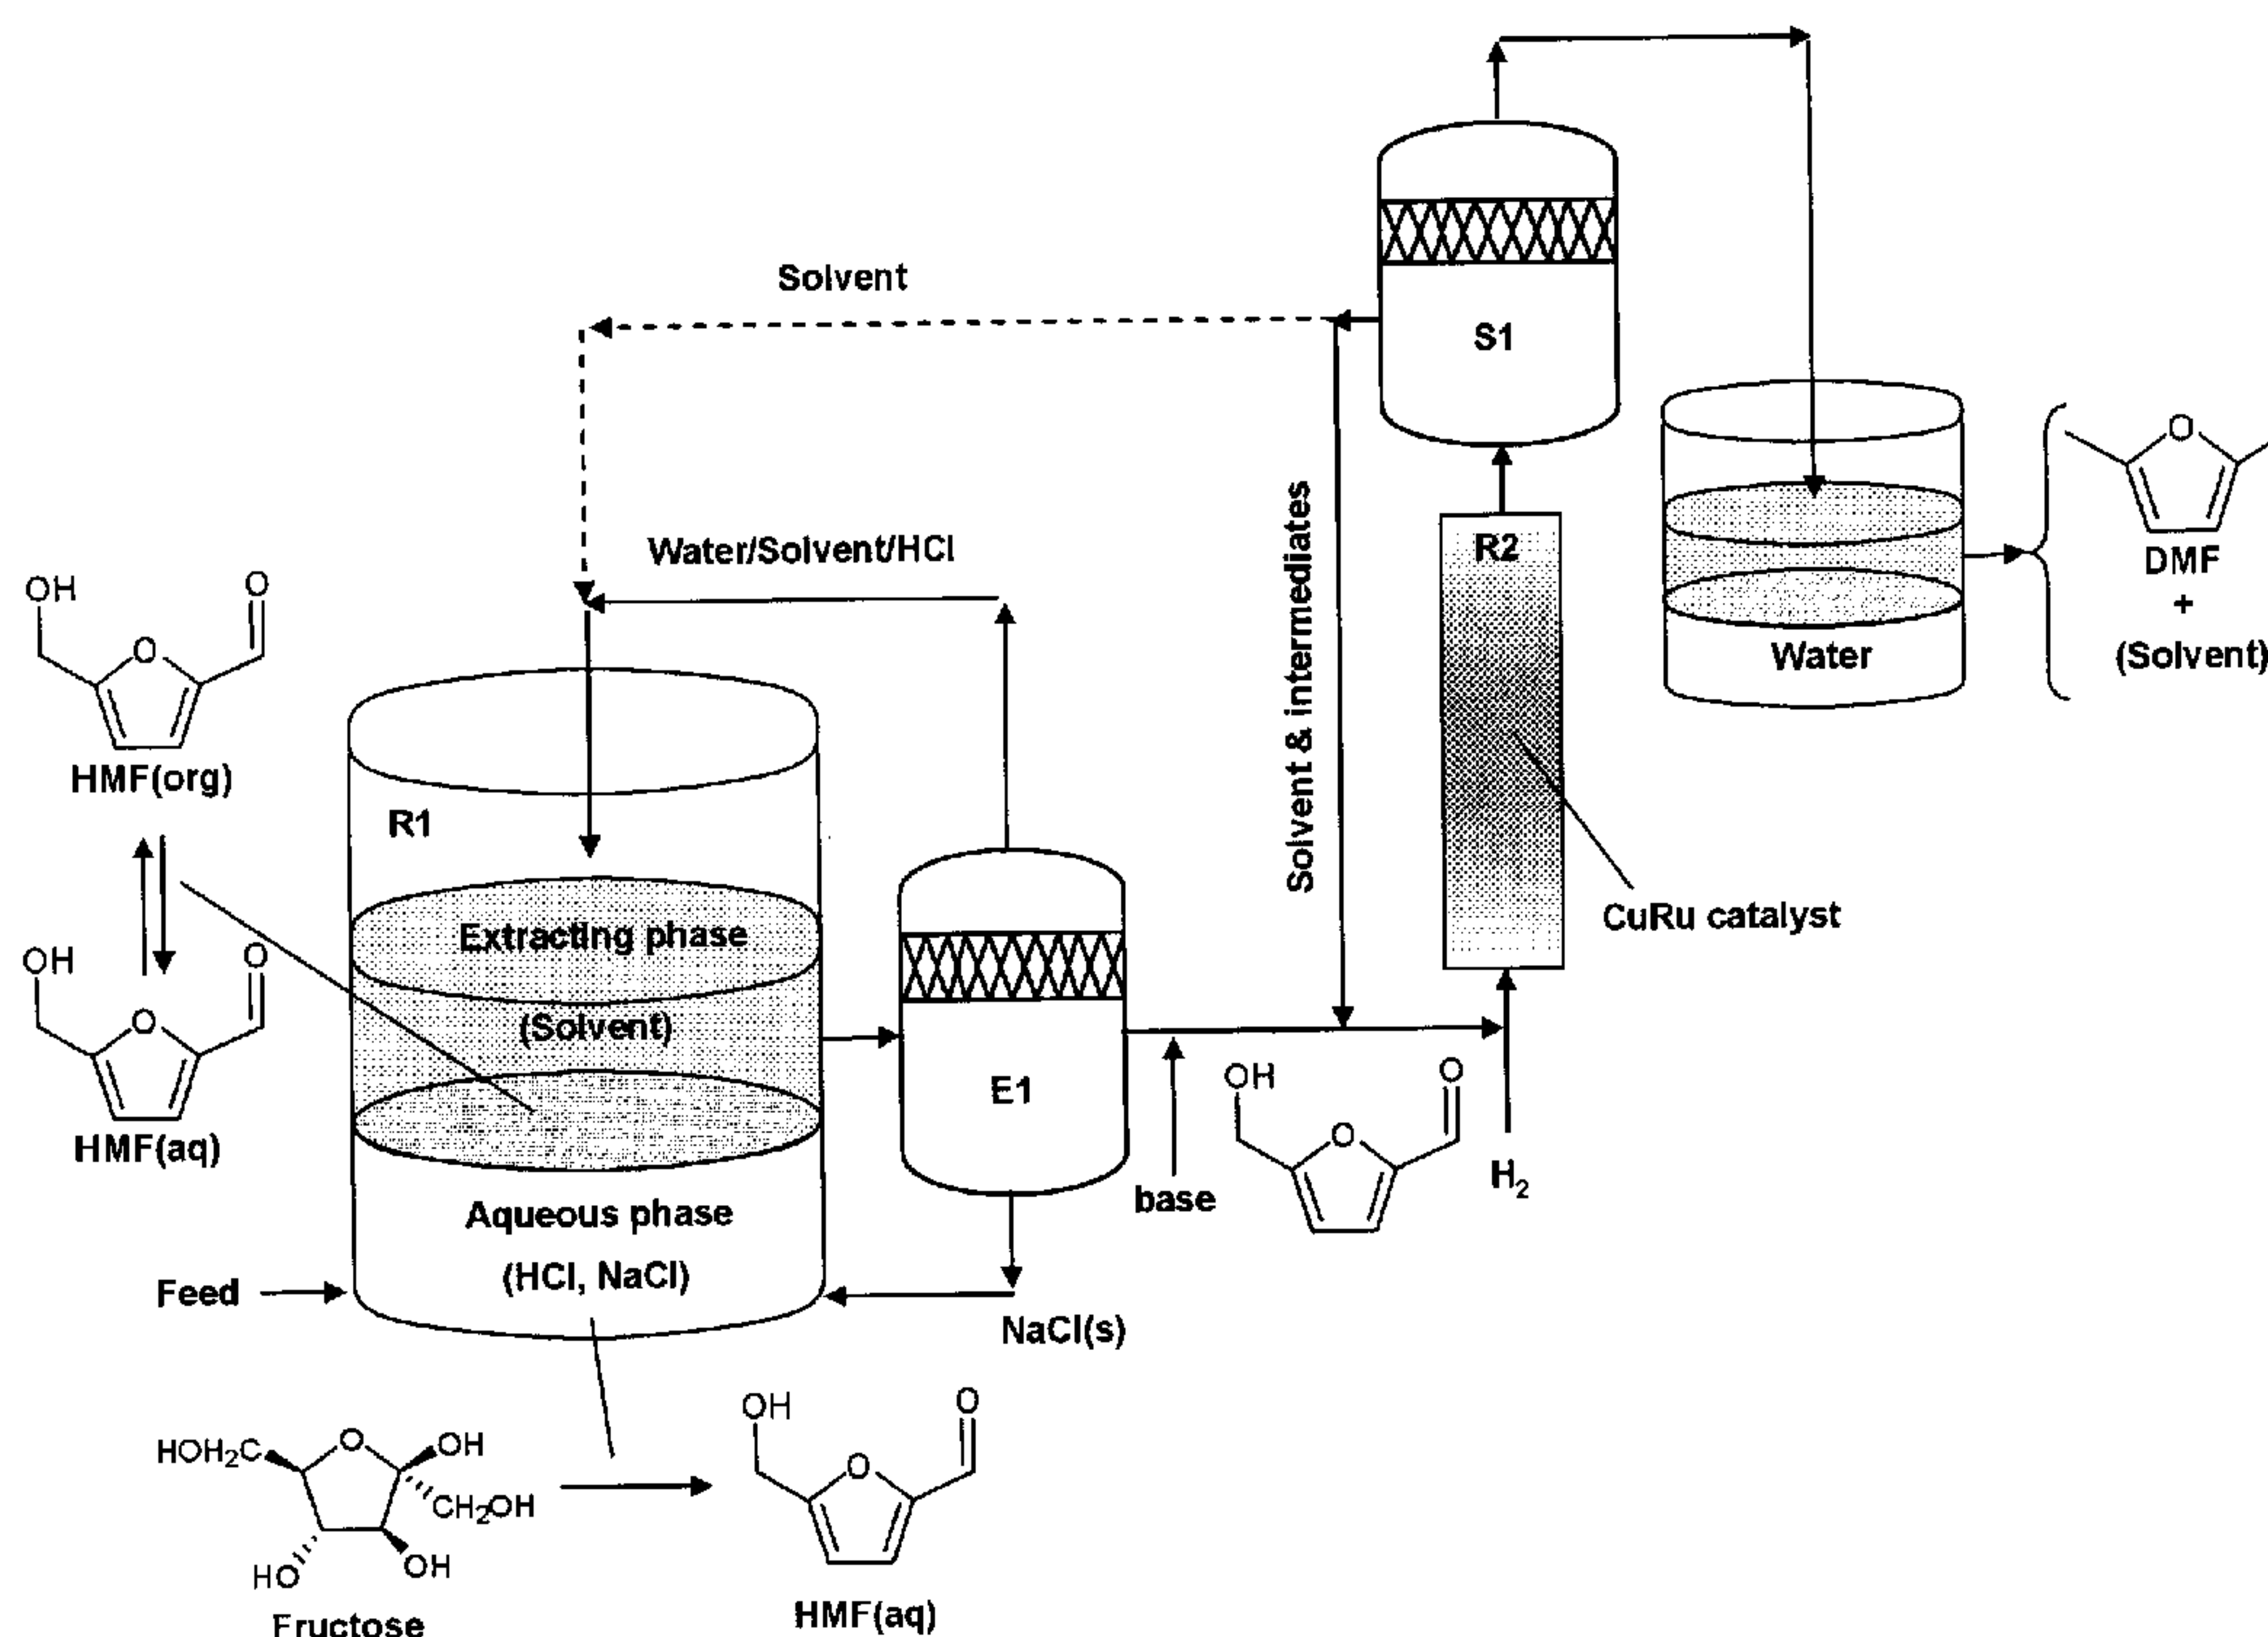 Solvent
S1
Water/Solvent/HCl
Solvent & intermediates
R2
O
DMF
+
(Solvent)
Water
OH
O
O
HMF(org)
R1
CuRu catalyst
Extracting phase
(Solvent)
OH
O
O
HMF(aq)
E1
OH
O
O
base
H₂
Aqueous phase
(HCl, NaCl)
Feed
NaCl(s)
HOH₂C
O
OH
CH₂OH
HO
OH
Fructose
OH
O
O
HMF(aq)